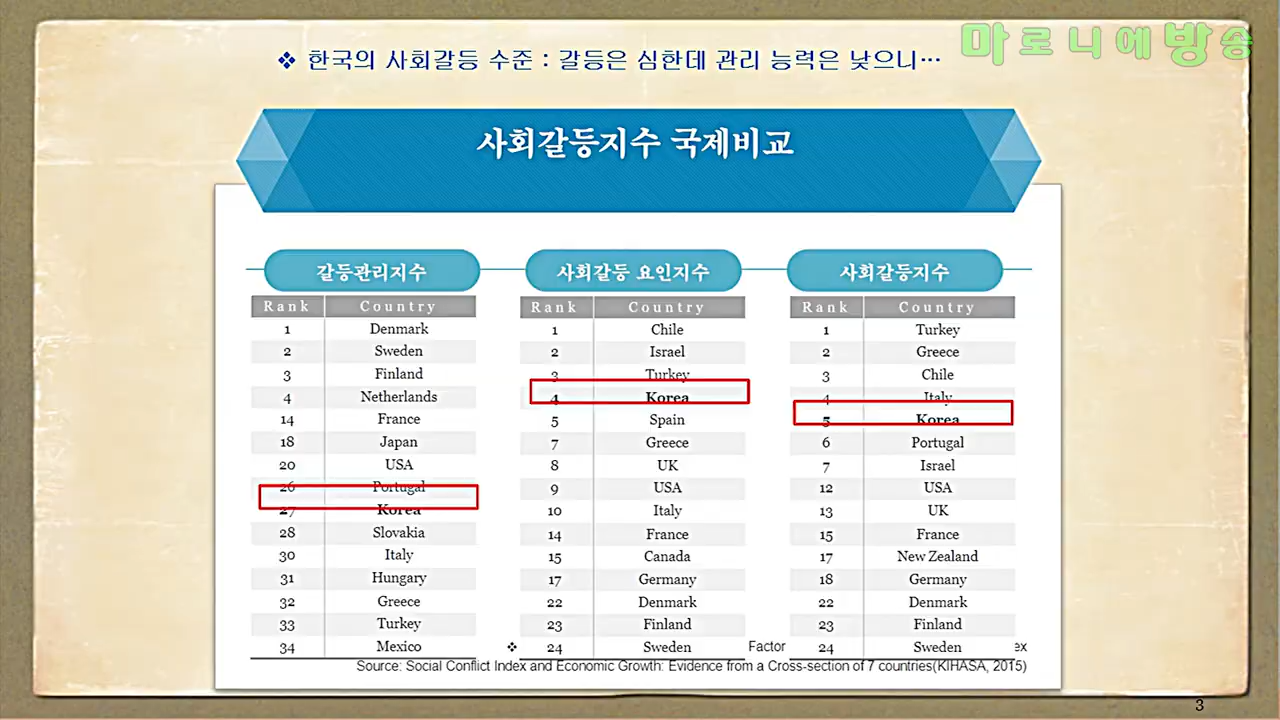 마로니에방송
❖ 한국의 사회갈등 수준 : 갈등은 심한데 관리 능력은 낮으니…
사회갈등지수 국제비교
갈등관리지수
Rank Country
1 Denmark
2 Sweden
3 Finland
4 Netherlands
14 France
18 Japan
20 USA
26 Portugal
27 Korea
28 Slovakia
30 Italy
31 Hungary
32 Greece
33 Turkey
34 Mexico
사회갈등 요인지수
Rank Country
1 Chile
2 Israel
3 Turkey
4 Korea
5 Spain
7 Greece
8 UK
9 USA
10 Italy
14 France
15 Canada
17 Germany
22 Denmark
23 Finland
24 Sweden
사회갈등지수
Rank Country
1 Turkey
2 Greece
3 Chile
4 Italy
5 Korea
6 Portugal
7 Israel
12 USA
13 UK
15 France
17 New Zealand
18 Germany
22 Denmark
23 Finland
24 Sweden
❖ Factor ex
Source: Social Conflict Index and Economic Growth: Evidence from a Cross-section of 7 countries(KIHASA, 2015)
3